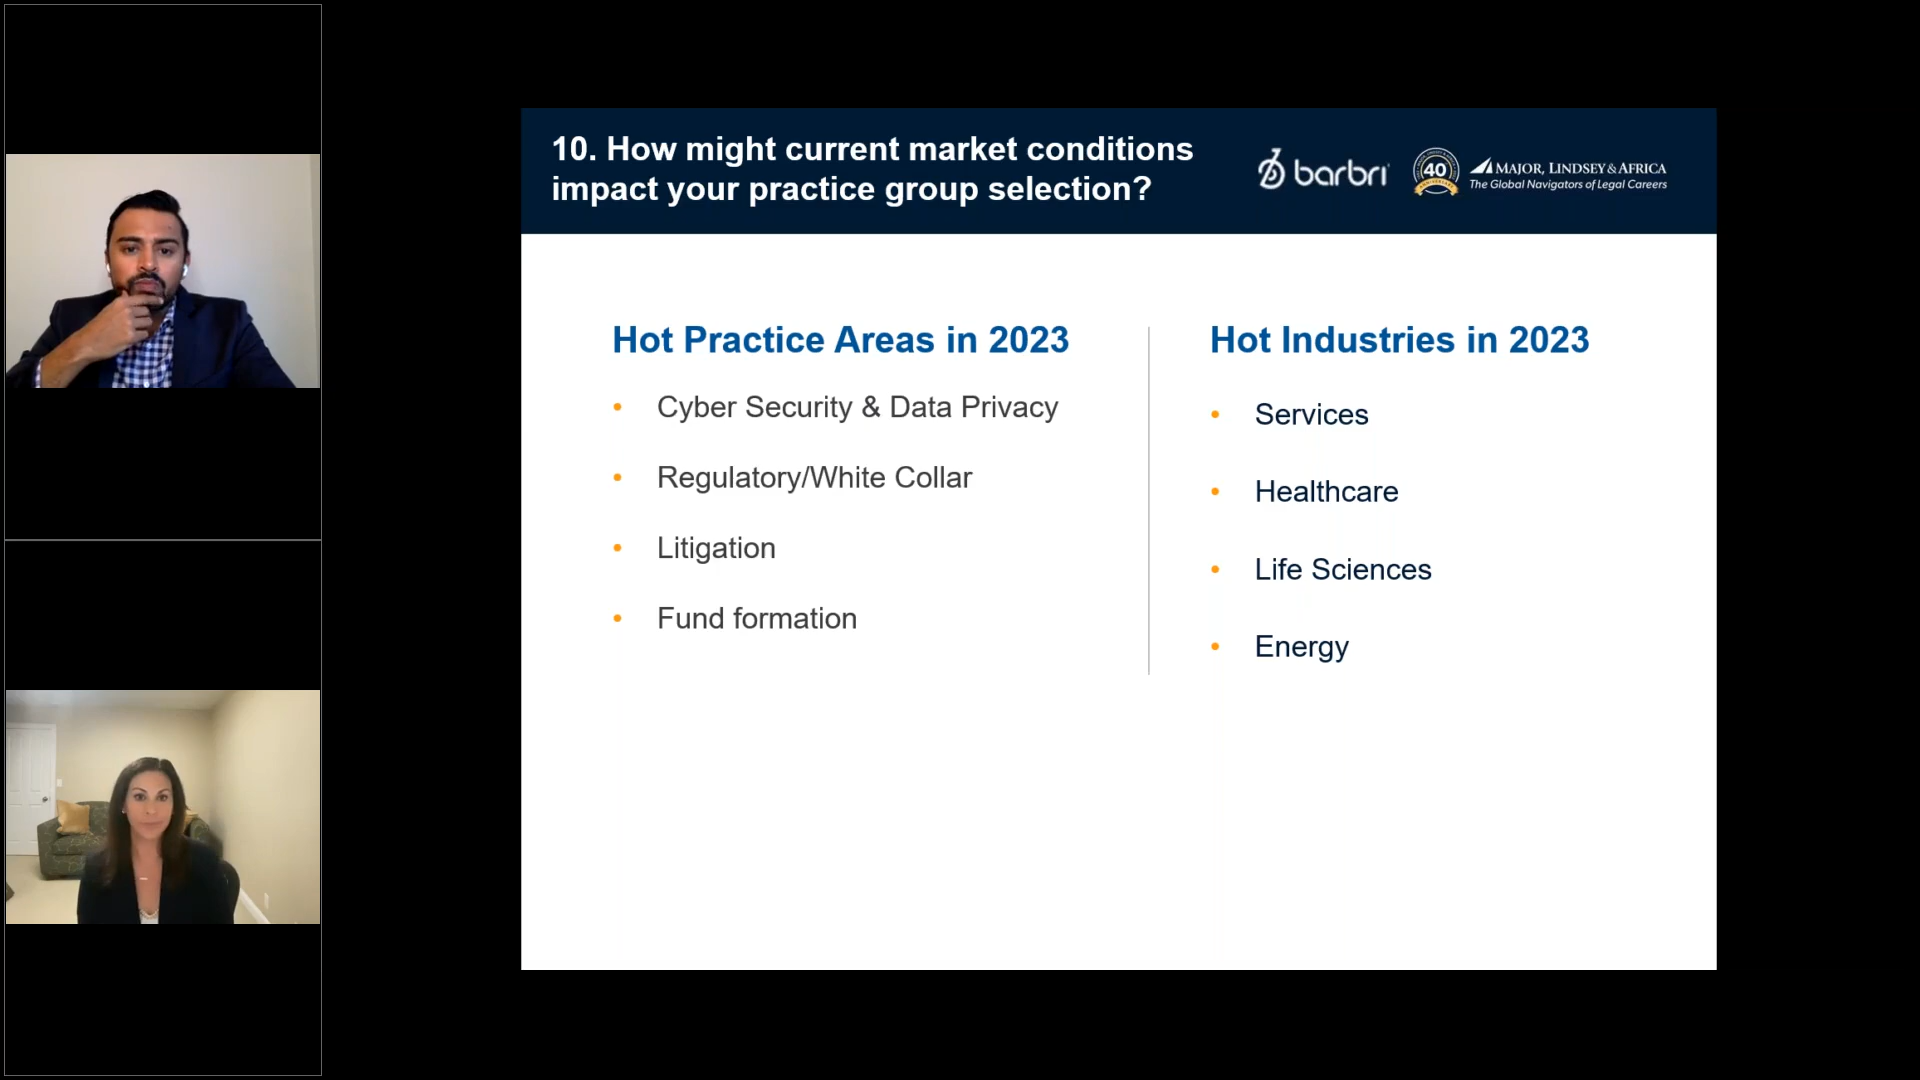 10. How might current market conditions
impact your practice group selection?
barbri
40
MAJOR, LINDSEY & AFRICA
The Global Navigators of Legal Careers
Hot Practice Areas in 2023
• Cyber Security & Data Privacy
• Regulatory/White Collar
• Litigation
• Fund formation
Hot Industries in 2023
• Services
• Healthcare
• Life Sciences
• Energy